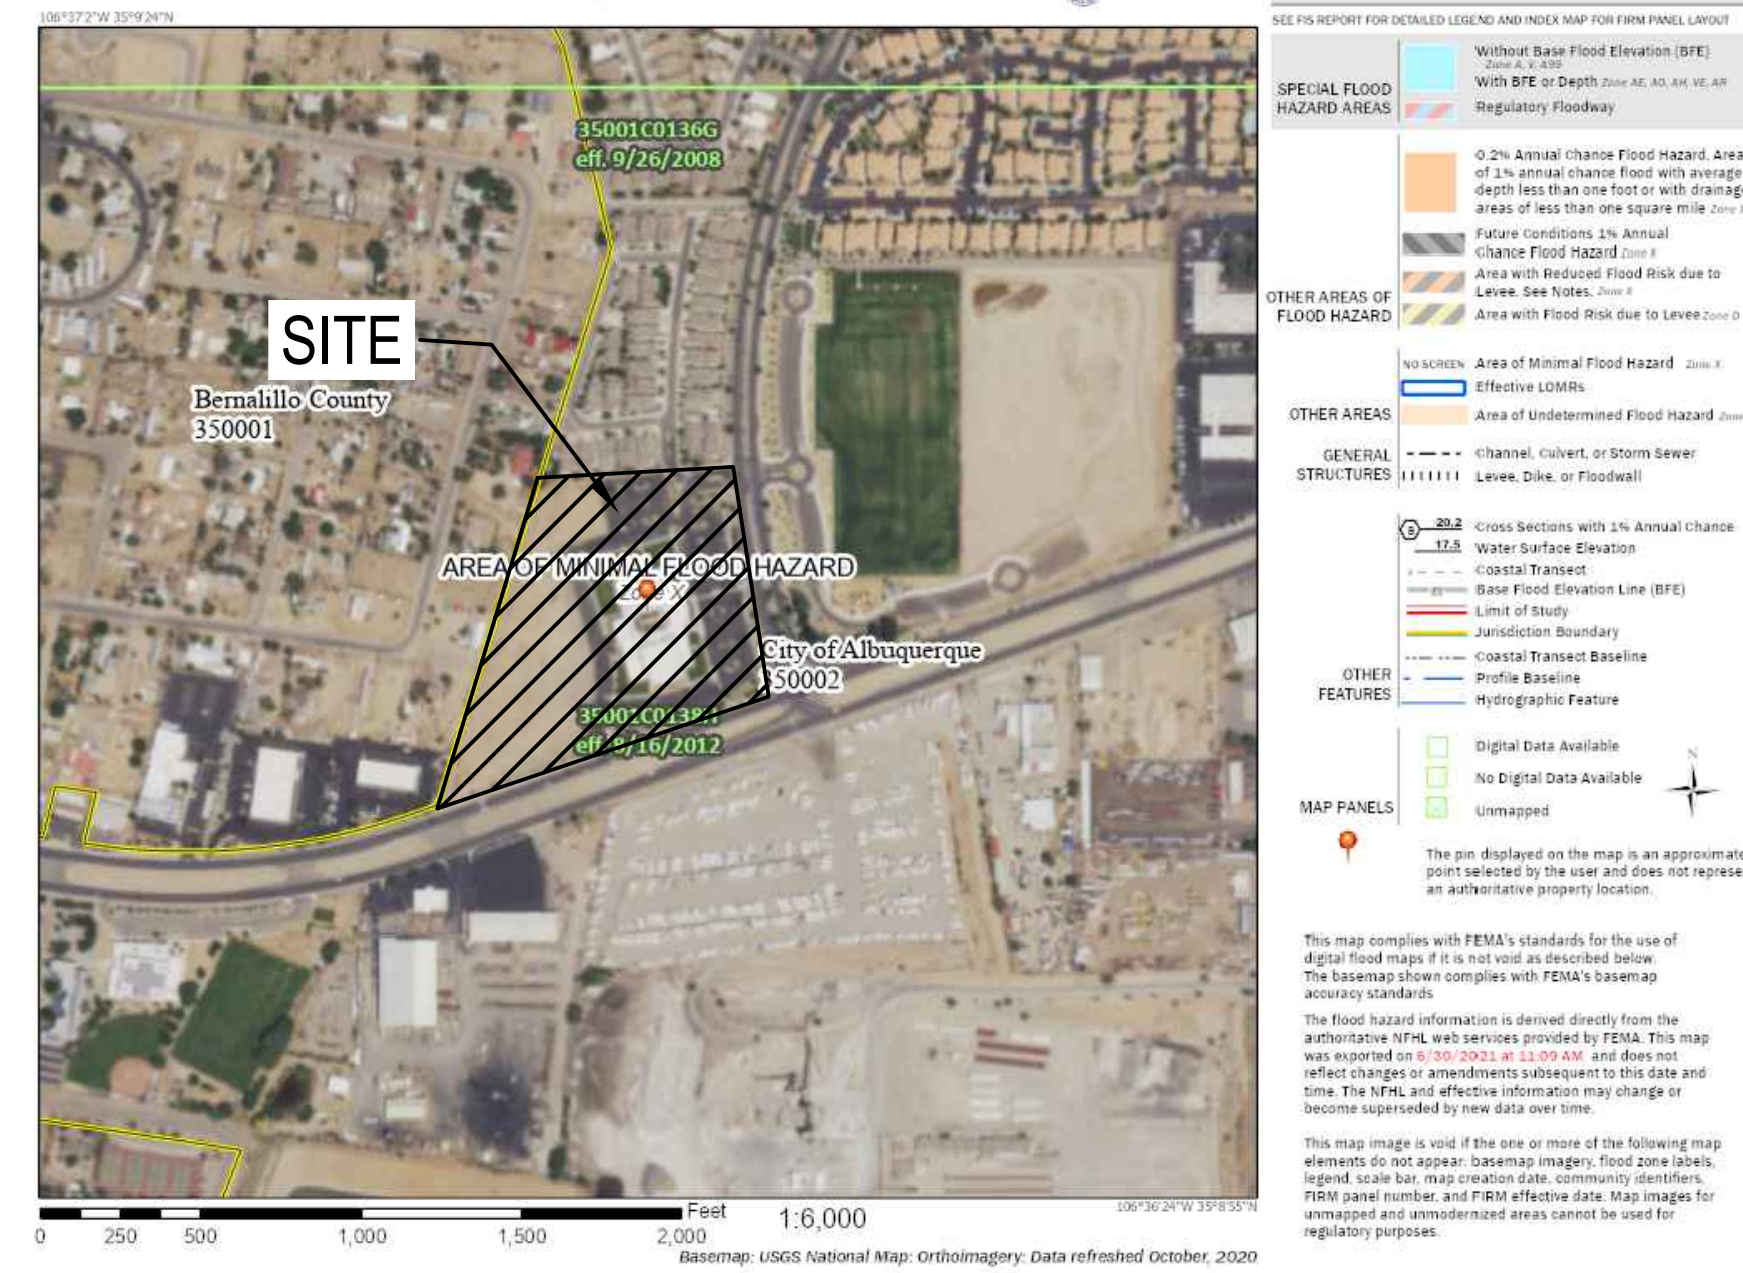 106°37'2"W 35°9'24"N
35001C0136G
eff. 9/26/2008
SITE
Bernalillo County
350001
AREA OF MINIMAL FLOOD HAZARD
Zone X
City of Albuquerque
350002
35001C0138H
eff. 8/16/2012
Feet
1:6,000
106°36'24"W 35°8'55"N
0
250
500
1,000
1,500
2,000
Basemap: USGS National Map: Orthoimagery: Data refreshed October, 2020
SEE FIS REPORT FOR DETAILED LEGEND AND INDEX MAP FOR FIRM PANEL LAYOUT
SPECIAL FLOOD
HAZARD AREAS
Without Base Flood Elevation (BFE)
Zone A, V, A99
With BFE or Depth Zone AE, AO, AH, VE, AR
Regulatory Floodway
OTHER AREAS OF
FLOOD HAZARD
0.2% Annual Chance Flood Hazard, Area
of 1% annual chance flood with average
depth less than one foot or with drainag
areas of less than one square mile Zone
Future Conditions 1% Annual
Chance Flood Hazard Zone X
Area with Reduced Flood Risk due to
Levee. See Notes. Zone X
Area with Flood Risk due to Levee Zone D
OTHER AREAS
NO SCREEN Area of Minimal Flood Hazard Zone X
Effective LOMRs
Area of Undetermined Flood Hazard Zone
GENERAL
STRUCTURES
Channel, Culvert, or Storm Sewer
Levee, Dike, or Floodwall
OTHER
FEATURES
B 20.2 Cross Sections with 1% Annual Chance
17.5 Water Surface Elevation
Coastal Transect
Base Flood Elevation Line (BFE)
Limit of Study
Jurisdiction Boundary
Coastal Transect Baseline
Profile Baseline
Hydrographic Feature
MAP PANELS
Digital Data Available
No Digital Data Available
Unmapped
N
The pin displayed on the map is an approximate
point selected by the user and does not represe
an authoritative property location.
This map complies with FEMA's standards for the use of
digital flood maps if it is not void as described below.
The basemap shown complies with FEMA's basemap
accuracy standards
The flood hazard information is derived directly from the
authoritative NFHL web services provided by FEMA. This map
was exported on 6/30/2021 at 11:09 AM and does not
reflect changes or amendments subsequent to this date and
time. The NFHL and effective information may change or
become superseded by new data over time.
This map image is void if the one or more of the following map
elements do not appear: basemap imagery, flood zone labels,
legend, scale bar, map creation date, community identifiers,
FIRM panel number, and FIRM effective date. Map images for
unmapped and unmodernized areas cannot be used for
regulatory purposes.